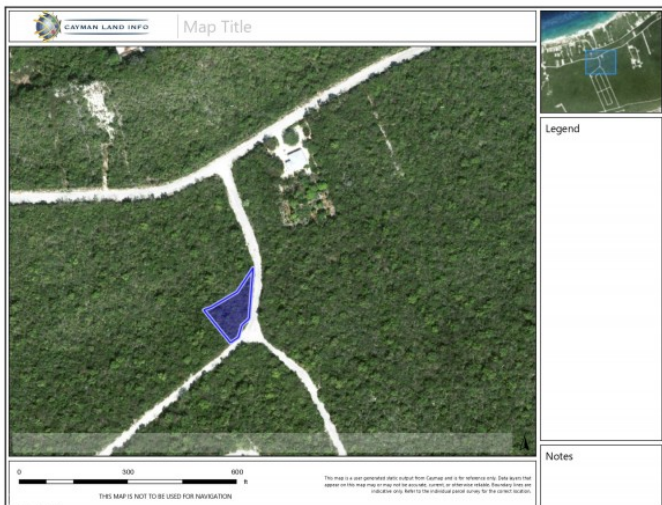 CAYMAN LAND INFO
Map Title
Legend
Notes
0 300 600
ft
THIS MAP IS NOT TO BE USED FOR NAVIGATION
This map is a user generated static output from Caymap and is for reference only. Data layers that
appear on this map may or may not be accurate, current, or otherwise reliable. Boundary lines are
indicative only. Refer to the individual parcel survey for the correct location.